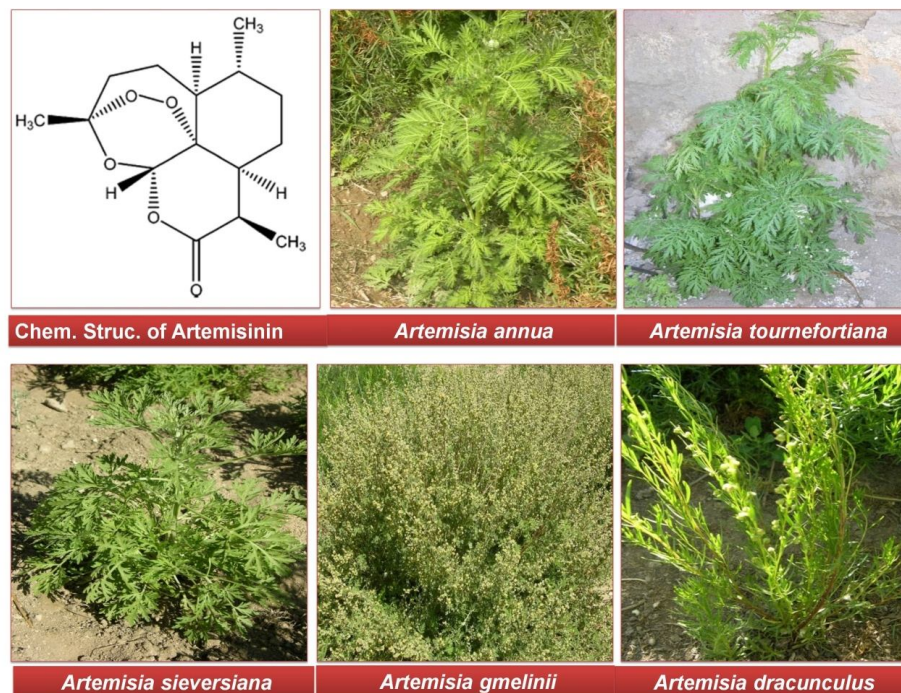 CH₃
H
H₃C
O
O
O
H
H
O
CH₃
O
Chem. Struc. of Artemisinin
Artemisia annua
Artemisia tournefortiana
Artemisia sieversiana
Artemisia gmelinii
Artemisia dracunculus